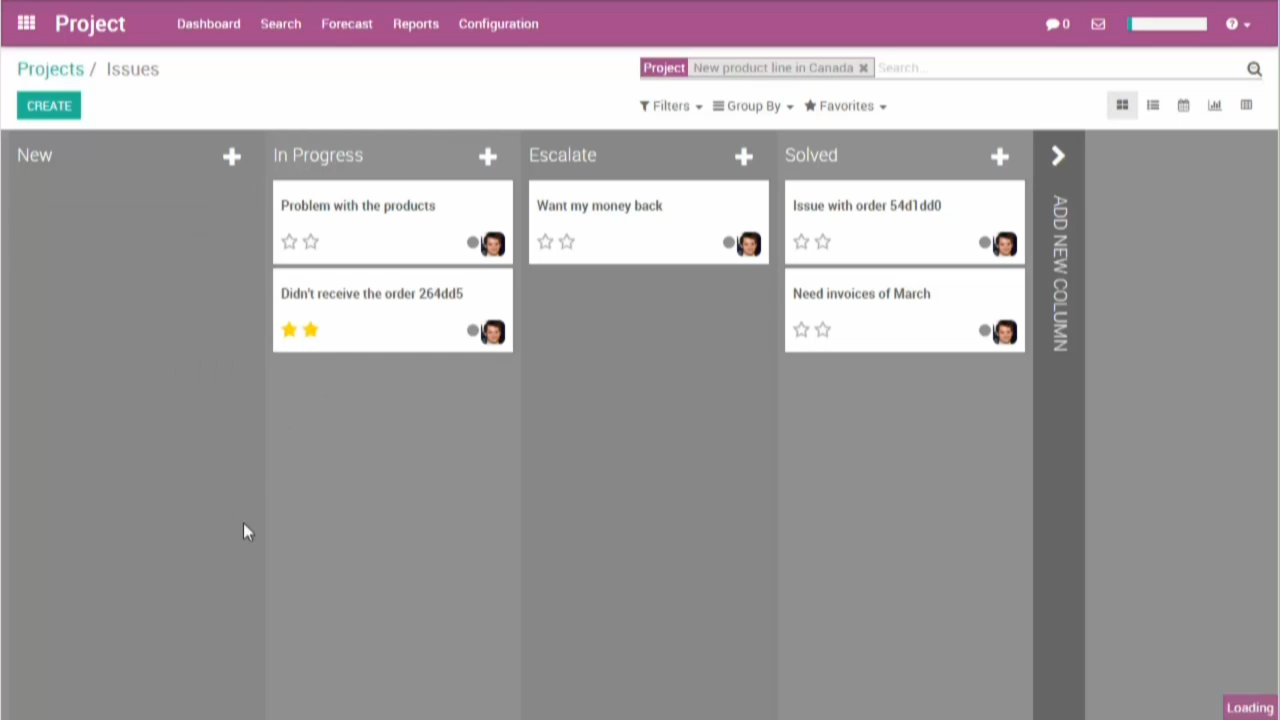 Project Dashboard Search Forecast Reports Configuration 0
Projects / Issues
Project New product line in Canada Search...
CREATE
Filters Group By Favorites
New
In Progress
Problem with the products
Didn't receive the order 264dd5
Escalate
Want my money back
Solved
Issue with order 54d1dd0
Need invoices of March
ADD NEW COLUMN
Loading